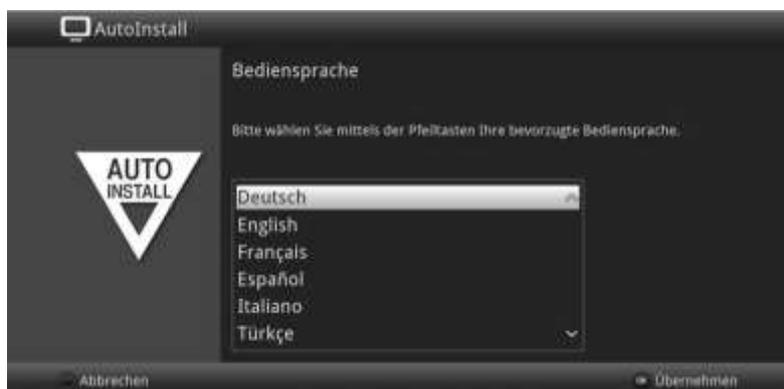 AutoInstall
Bediensprache
Bitte wählen Sie mittels der Pfeiltasten Ihre bevorzugte Bediensprache.
AUTO
INSTALL
Deutsch
English
Français
Español
Italiano
Türkçe
Abbrechen
Übernehmen